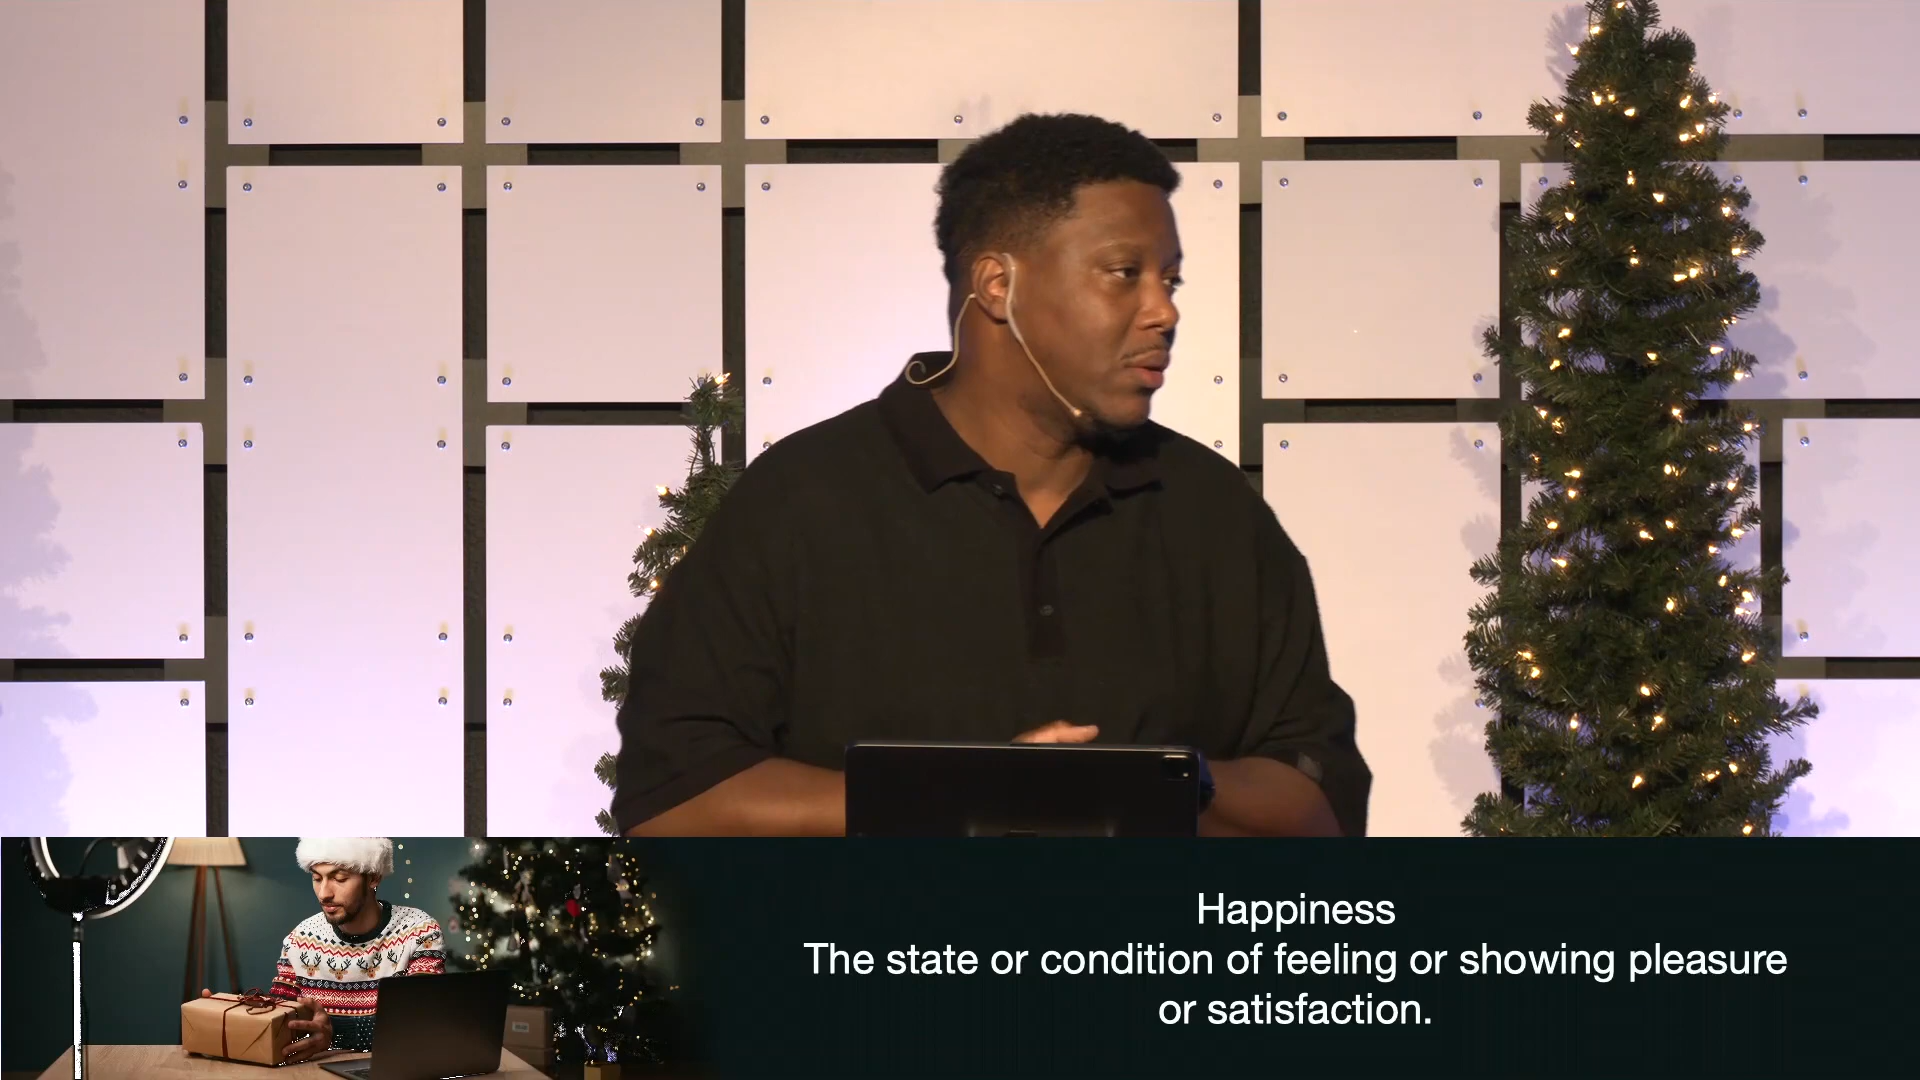 Happiness
The state or condition of feeling or showing pleasure
or satisfaction.